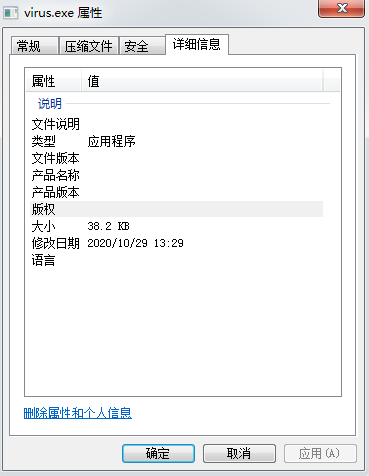 virus.exe 属性
常规 压缩文件 安全 详细信息
属性 值
说明
文件说明
类型 应用程序
文件版本
产品名称
产品版本
版权
大小 38.2 KB
修改日期 2020/10/29 13:29
语言
删除属性和个人信息
确定 取消 应用(A)